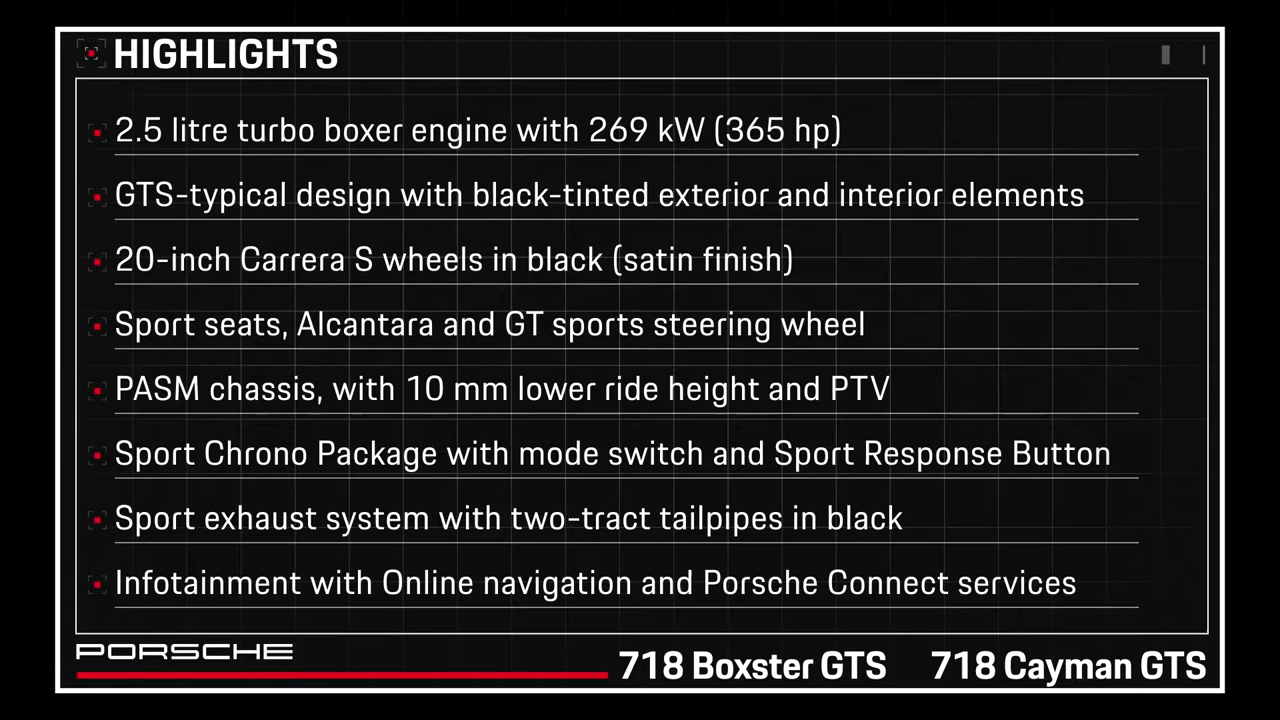 HIGHLIGHTS
2.5 litre turbo boxer engine with 269 kW (365 hp)
GTS-typical design with black-tinted exterior and interior elements
20-inch Carrera S wheels in black (satin finish)
Sport seats, Alcantara and GT sports steering wheel
PASM chassis, with 10 mm lower ride height and PTV
Sport Chrono Package with mode switch and Sport Response Button
Sport exhaust system with two-tract tailpipes in black
Infotainment with Online navigation and Porsche Connect services
PORSCHE
718 Boxster GTS 718 Cayman GTS